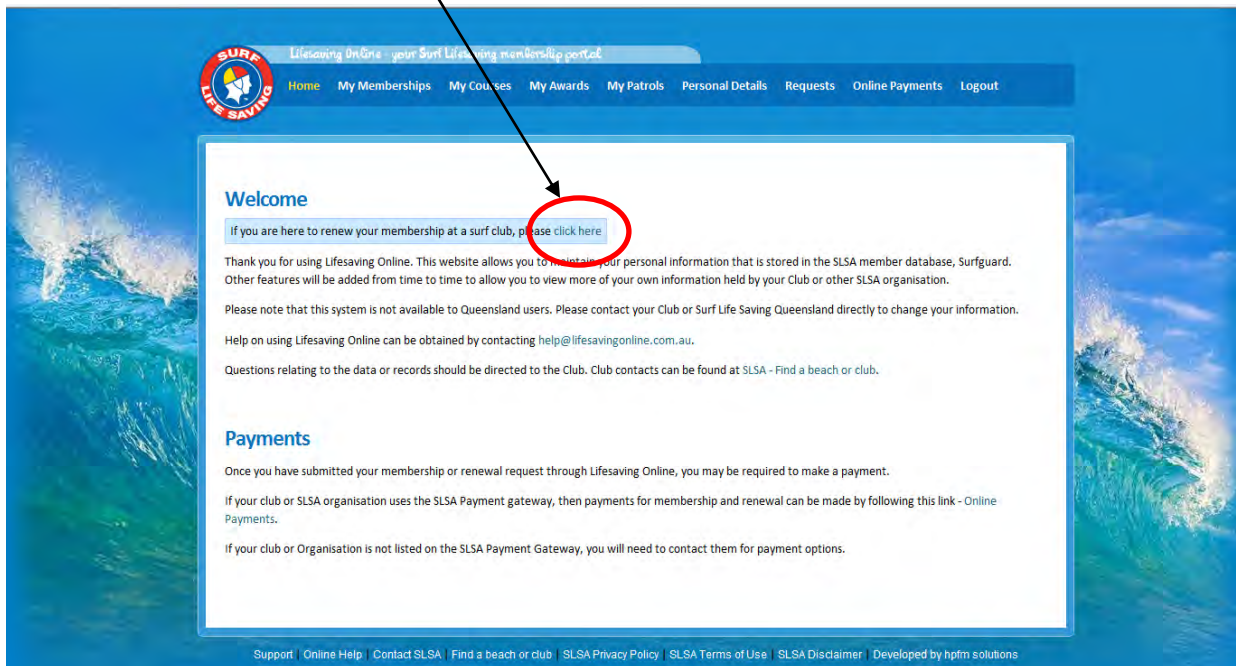 SURF
LIFE SAVING
Lifesaving Online - your Surf Lifesaving membership portal
Home My Memberships My Courses My Awards My Patrols Personal Details Requests Online Payments Logout
Welcome
If you are here to renew your membership at a surf club, please click here
Thank you for using Lifesaving Online. This website allows you to maintain your personal information that is stored in the SLSA member database, Surfguard.
Other features will be added from time to time to allow you to view more of your own information held by your Club or other SLSA organisation.
Please note that this system is not available to Queensland users. Please contact your Club or Surf Life Saving Queensland directly to change your information.
Help on using Lifesaving Online can be obtained by contacting help@lifesavingonline.com.au.
Questions relating to the data or records should be directed to the Club. Club contacts can be found at SLSA - Find a beach or club.
Payments
Once you have submitted your membership or renewal request through Lifesaving Online, you may be required to make a payment.
If your club or SLSA organisation uses the SLSA Payment gateway, then payments for membership and renewal can be made by following this link - Online
Payments.
If your club or Organisation is not listed on the SLSA Payment Gateway, you will need to contact them for payment options.
Support | Online Help | Contact SLSA | Find a beach or club | SLSA Privacy Policy | SLSA Terms of Use | SLSA Disclaimer | Developed by hpfm solutions